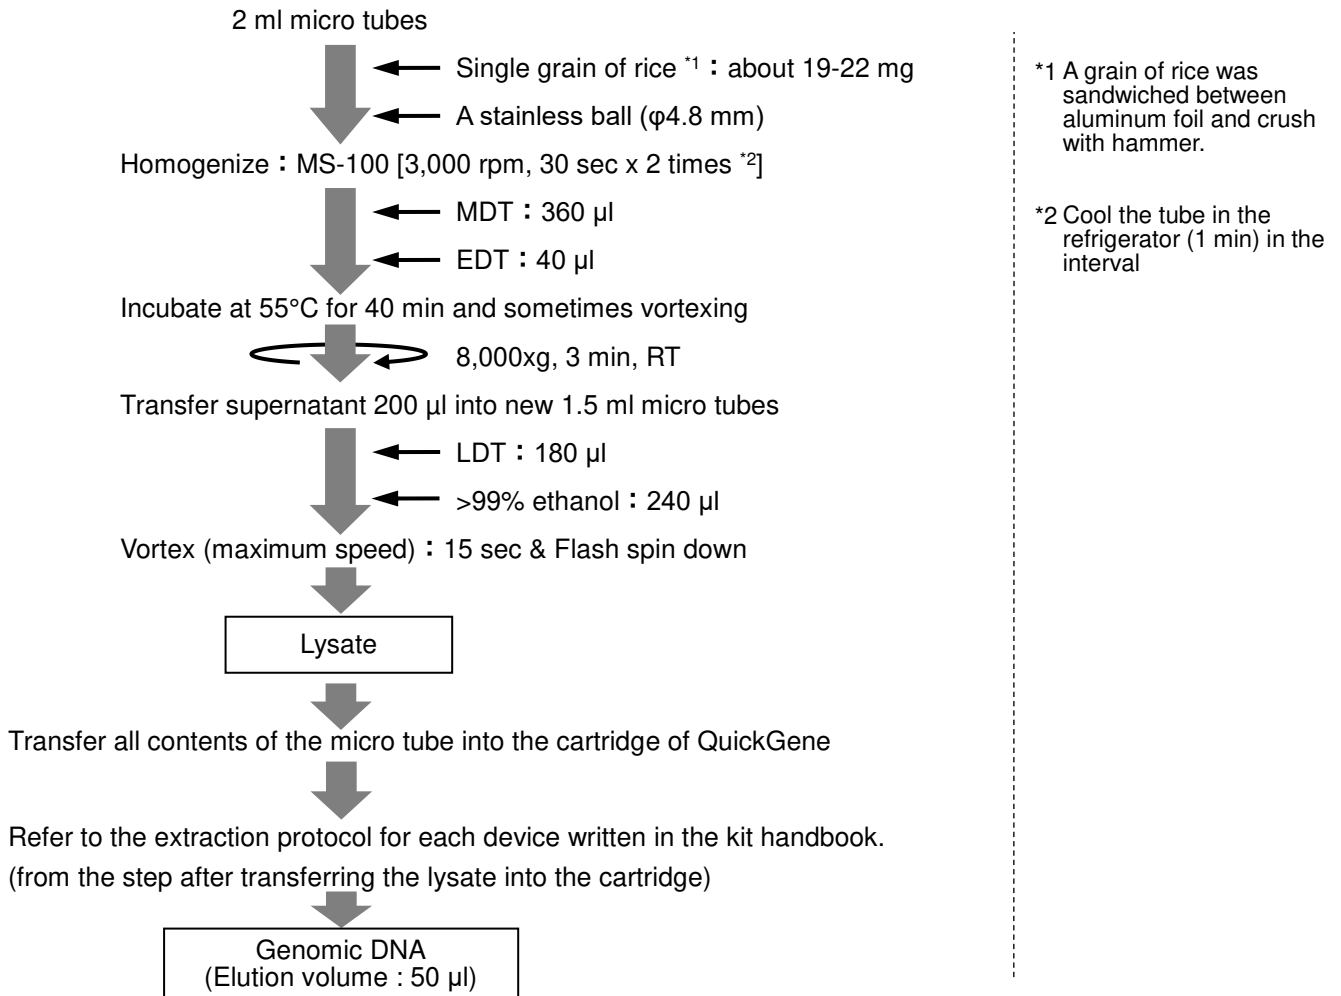 2 ml micro tubes
Single grain of rice *1：about 19-22 mg
A stainless ball (φ4.8 mm)
Homogenize：MS-100 [3,000 rpm, 30 sec x 2 times *2]
MDT：360 µl
EDT：40 µl
Incubate at 55°C for 40 min and sometimes vortexing
8,000xg, 3 min, RT
Transfer supernatant 200 µl into new 1.5 ml micro tubes
LDT：180 µl
>99% ethanol：240 µl
Vortex (maximum speed)：15 sec & Flash spin down
Lysate
Transfer all contents of the micro tube into the cartridge of QuickGene
Refer to the extraction protocol for each device written in the kit handbook.
(from the step after transferring the lysate into the cartridge)
Genomic DNA
(Elution volume : 50 µl)
*1 A grain of rice was
sandwiched between
aluminum foil and crush
with hammer.
*2 Cool the tube in the
refrigerator (1 min) in the
interval